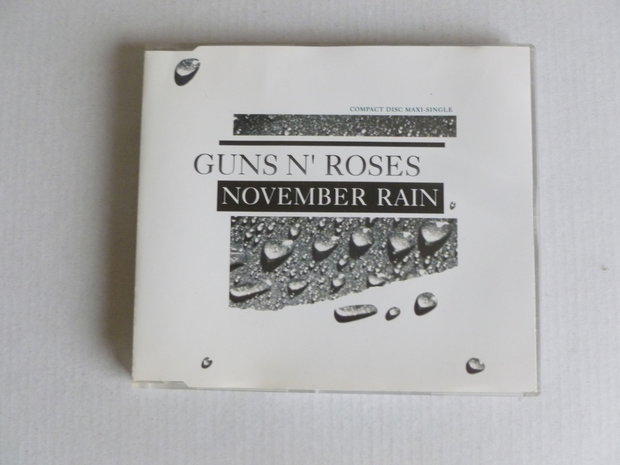 COMPACT DISC MAXI-SINGLE
GUNS N' ROSES
NOVEMBER RAIN